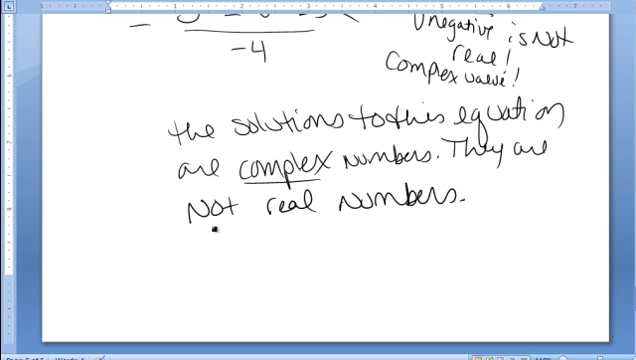 −4
√negative is Not
real!
Complex value!
the solutions to this equation
are complex numbers. They are
Not real numbers.